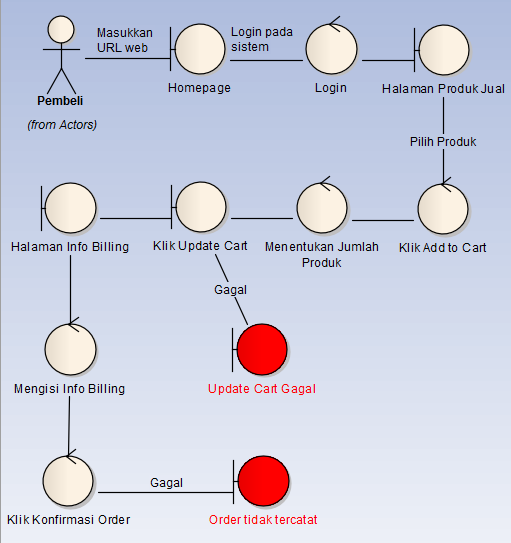 Masukkan
URL web
Login pada
sistem
Pembeli
(from Actors)
Homepage
Login
Halaman Produk Jual
Pilih Produk
Halaman Info Billing
Klik Update Cart
Menentukan Jumlah
Produk
Klik Add to Cart
Gagal
Mengisi Info Billing
Update Cart Gagal
Gagal
Klik Konfirmasi Order
Order tidak tercatat